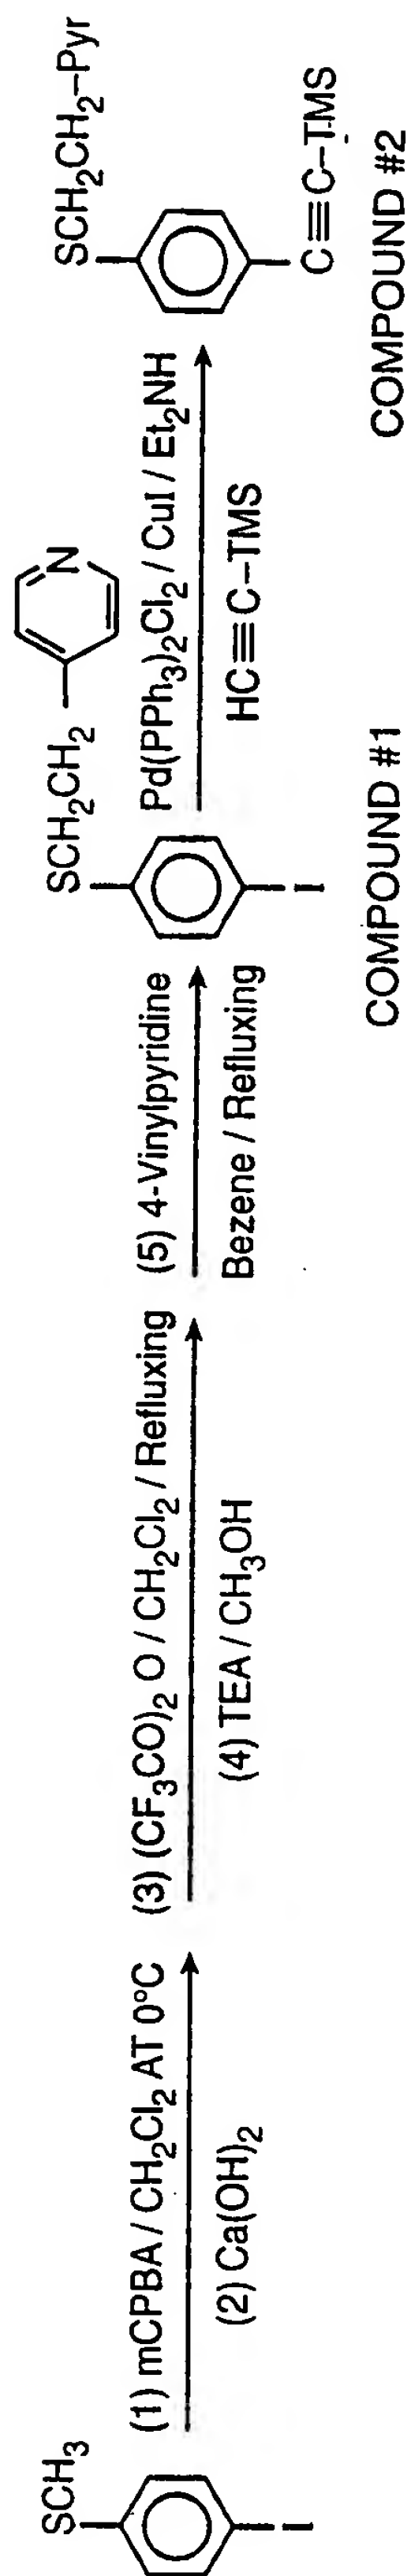 SCH3
I
(1) mCPBA / CH2Cl2 AT 0°C
(2) Ca(OH)2
(3) (CF3CO)2 O / CH2Cl2 / Refluxing
(4) TEA / CH3OH
(5) 4-Vinylpyridine
Bezene / Refluxing
SCH2CH2
N
I
COMPOUND #1
Pd(PPh3)2Cl2 / CuI / Et2NH
HC≡C–TMS
SCH2CH2–Pyr
C≡C–TMS
COMPOUND #2